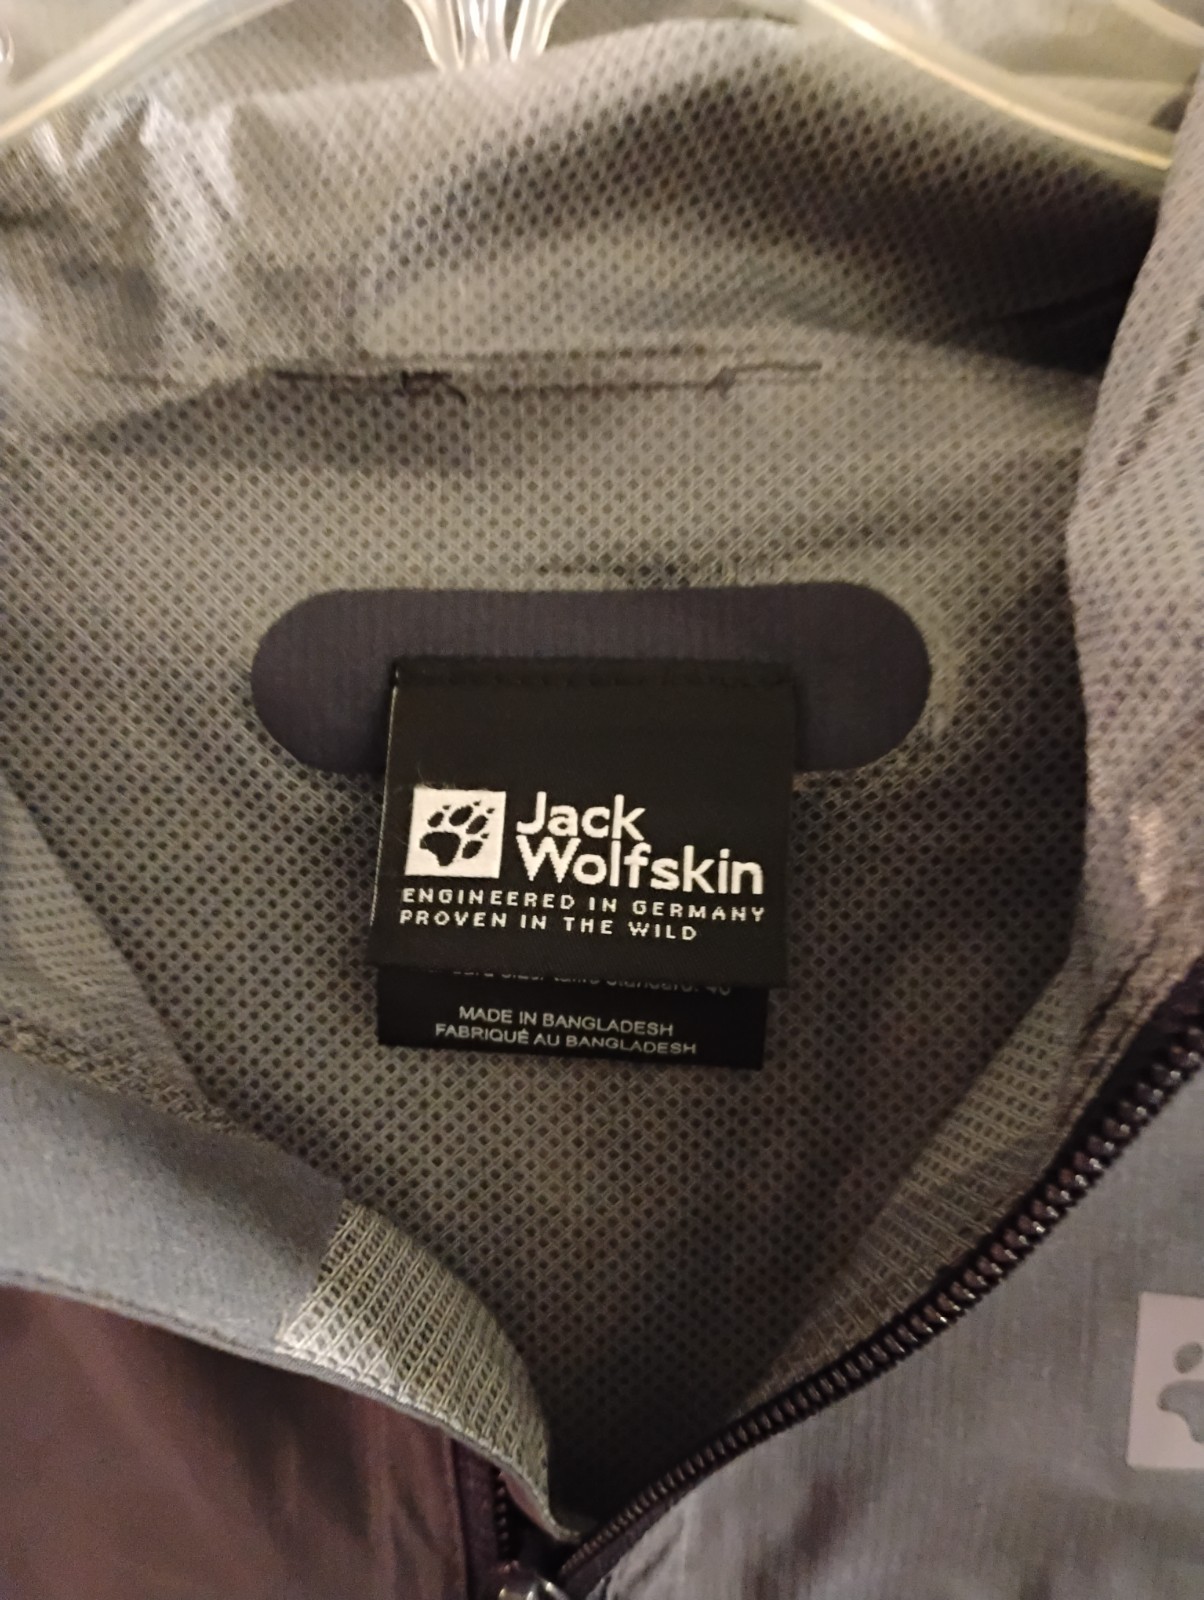 Jack
Wolfskin
ENGINEERED IN GERMANY
PROVEN IN THE WILD
MADE IN BANGLADESH
FABRIQUÉ AU BANGLADESH